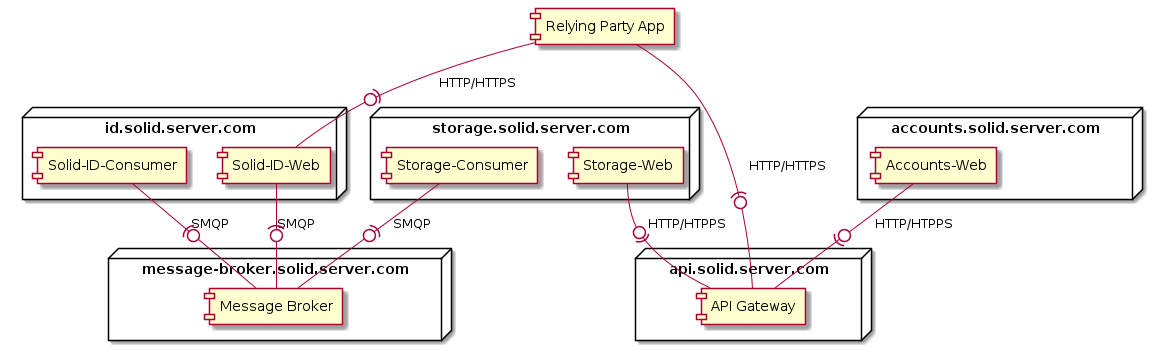 Relying Party App
HTTP/HTTPS
id.solid.server.com
storage.solid.server.com
accounts.solid.server.com
Solid-ID-Consumer
Solid-ID-Web
Storage-Consumer
Storage-Web
HTTP/HTTPS
Accounts-Web
SMQP
SMQP
SMQP
HTTP/HTPPS
HTTP/HTPPS
message-broker.solid.server.com
api.solid.server.com
Message Broker
API Gateway